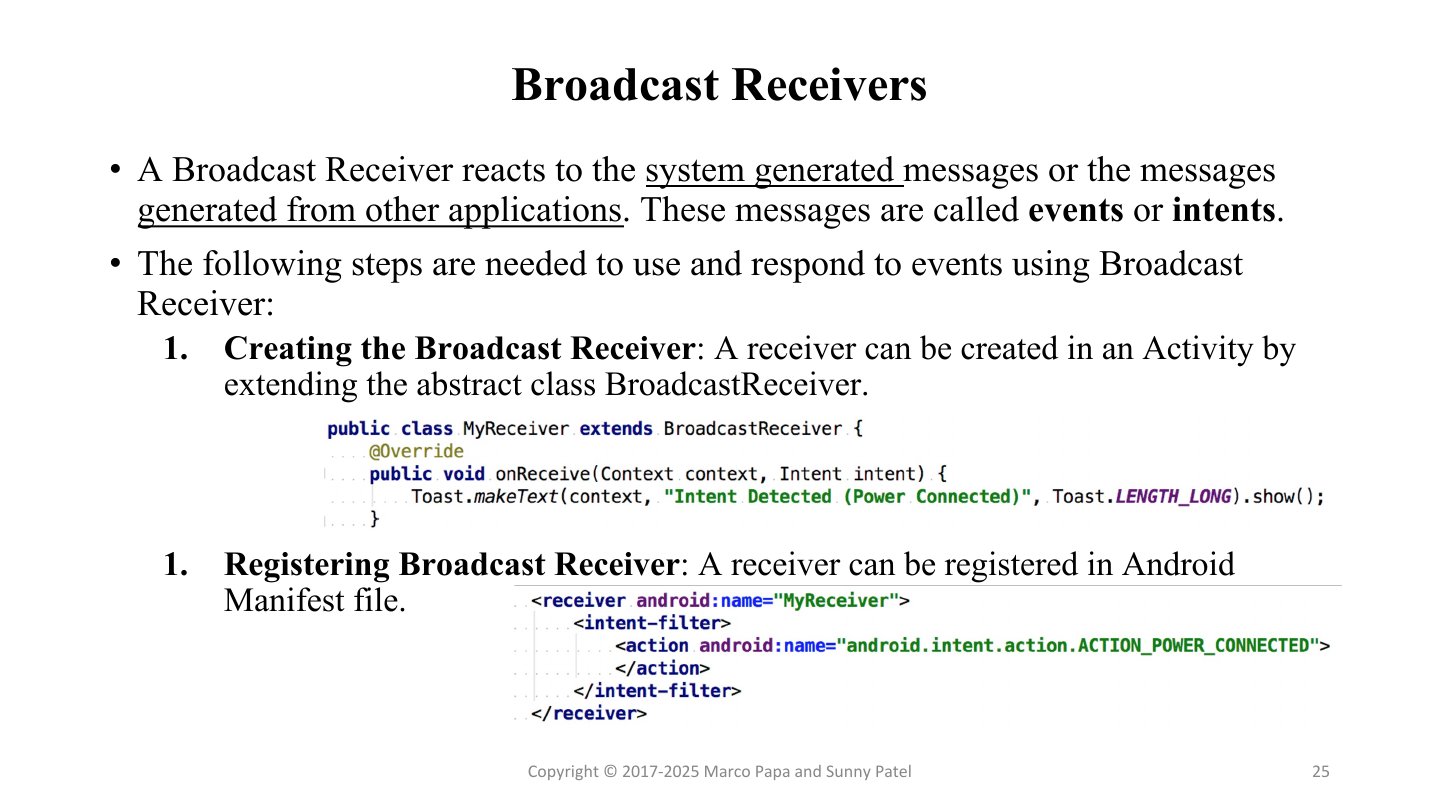 Broadcast Receivers
• A Broadcast Receiver reacts to the system generated messages or the messages
generated from other applications. These messages are called events or intents.
• The following steps are needed to use and respond to events using Broadcast
Receiver:
1. Creating the Broadcast Receiver: A receiver can be created in an Activity by
extending the abstract class BroadcastReceiver.
public class MyReceiver extends BroadcastReceiver {
@Override
public void onReceive(Context context, Intent intent) {
Toast.makeText(context, "Intent Detected (Power Connected)", Toast.LENGTH_LONG).show();
}
1. Registering Broadcast Receiver: A receiver can be registered in Android
Manifest file.
<receiver android:name="MyReceiver">
<intent-filter>
<action android:name="android.intent.action.ACTION_POWER_CONNECTED">
</action>
</intent-filter>
</receiver>
Copyright © 2017-2025 Marco Papa and Sunny Patel
25